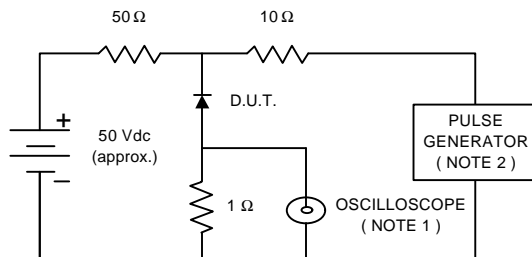 50 Ω
10 Ω
D.U.T.
+
50 Vdc
(approx.)
−
1 Ω
PULSE
GENERATOR
( NOTE 2 )
OSCILLOSCOPE
( NOTE 1 )